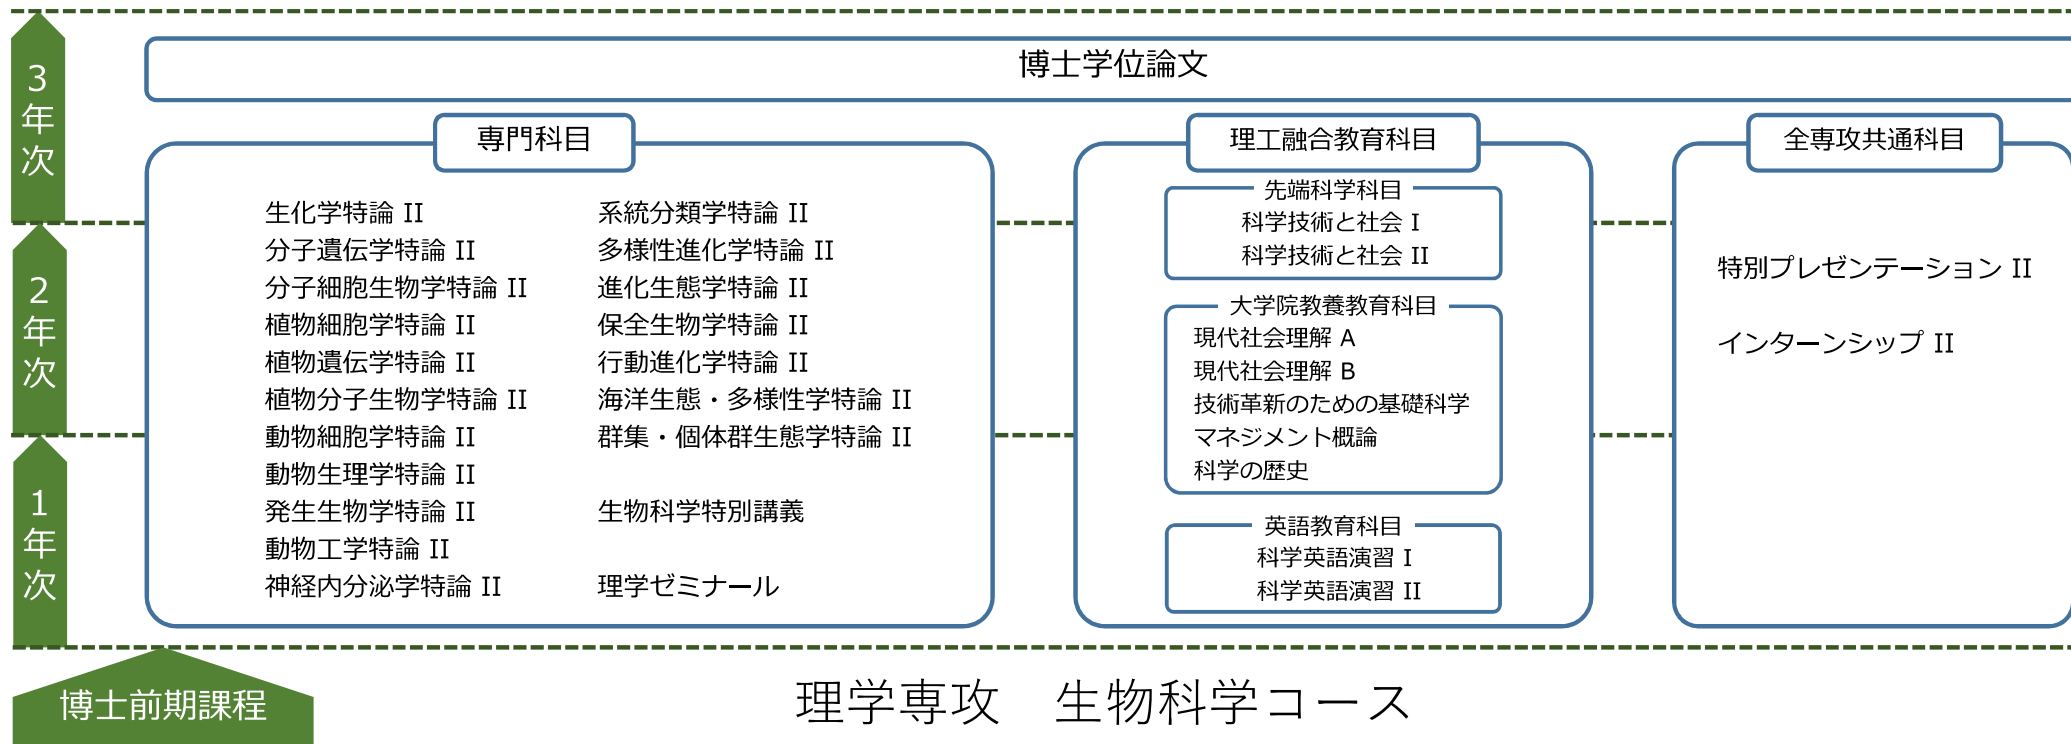 博士学位論文
3年次
2年次
1年次
専門科目
生化学特論 II
分子遺伝学特論 II
分子細胞生物学特論 II
植物細胞学特論 II
植物遺伝学特論 II
植物分子生物学特論 II
動物細胞学特論 II
動物生理学特論 II
発生生物学特論 II
動物工学特論 II
神経内分泌学特論 II
系統分類学特論 II
多様性進化学特論 II
進化生態学特論 II
保全生物学特論 II
行動進化学特論 II
海洋生態・多様性学特論 II
群集・個体群生態学特論 II
生物科学特別講義
理学ゼミナール
理工融合教育科目
先端科学科目
科学技術と社会 I
科学技術と社会 II
大学院教養教育科目
現代社会理解 A
現代社会理解 B
技術革新のための基礎科学
マネジメント概論
科学の歴史
英語教育科目
科学英語演習 I
科学英語演習 II
全専攻共通科目
特別プレゼンテーション II
インターンシップ II
博士前期課程
理学専攻　生物科学コース